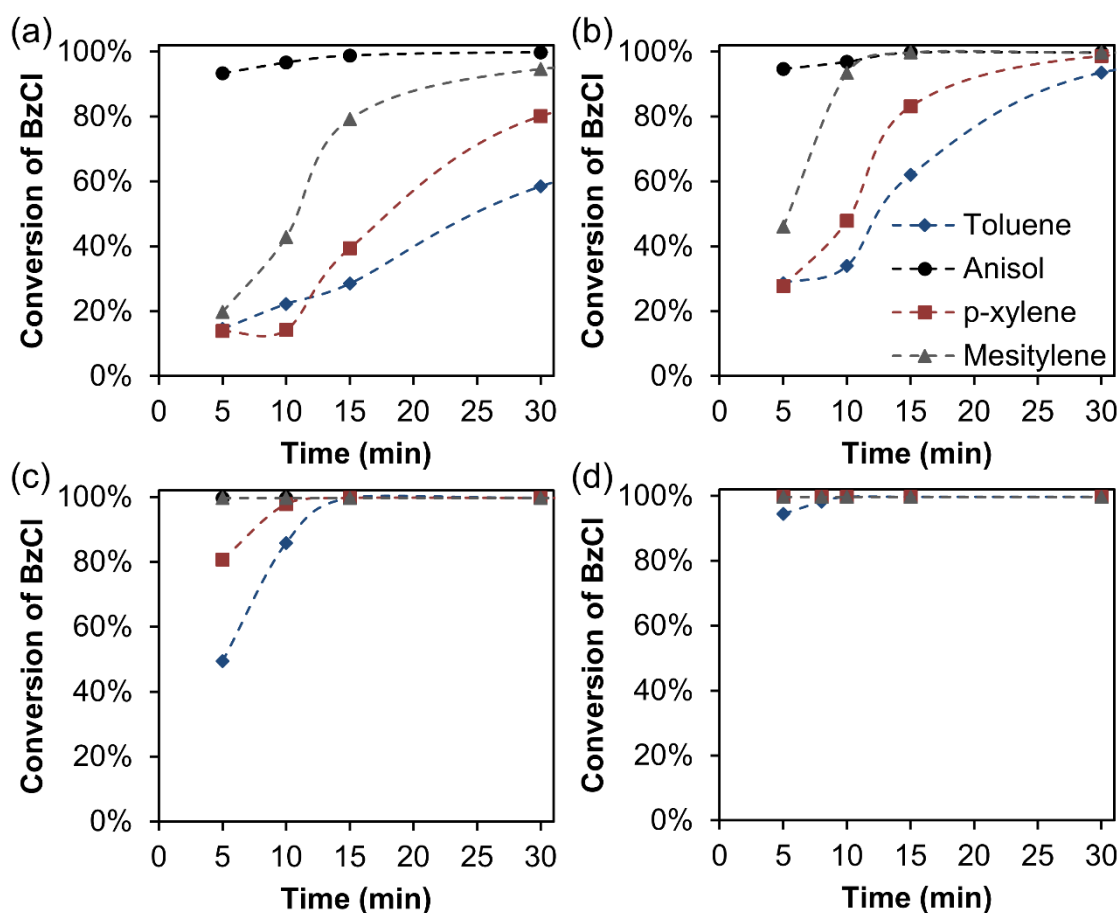 (a)
Conversion of BzCl
100%
80%
60%
40%
20%
0%
0 5 10 15 20 25 30
Time (min)
(b)
Conversion of BzCl
100%
80%
60%
40%
20%
0%
Toluene
Anisol
p-xylene
Mesitylene
0 5 10 15 20 25 30
Time (min)
(c)
Conversion of BzCl
100%
80%
60%
40%
20%
0%
0 5 10 15 20 25 30
Time (min)
(d)
Conversion of BzCl
100%
80%
60%
40%
20%
0%
0 5 10 15 20 25 30
Time (min)